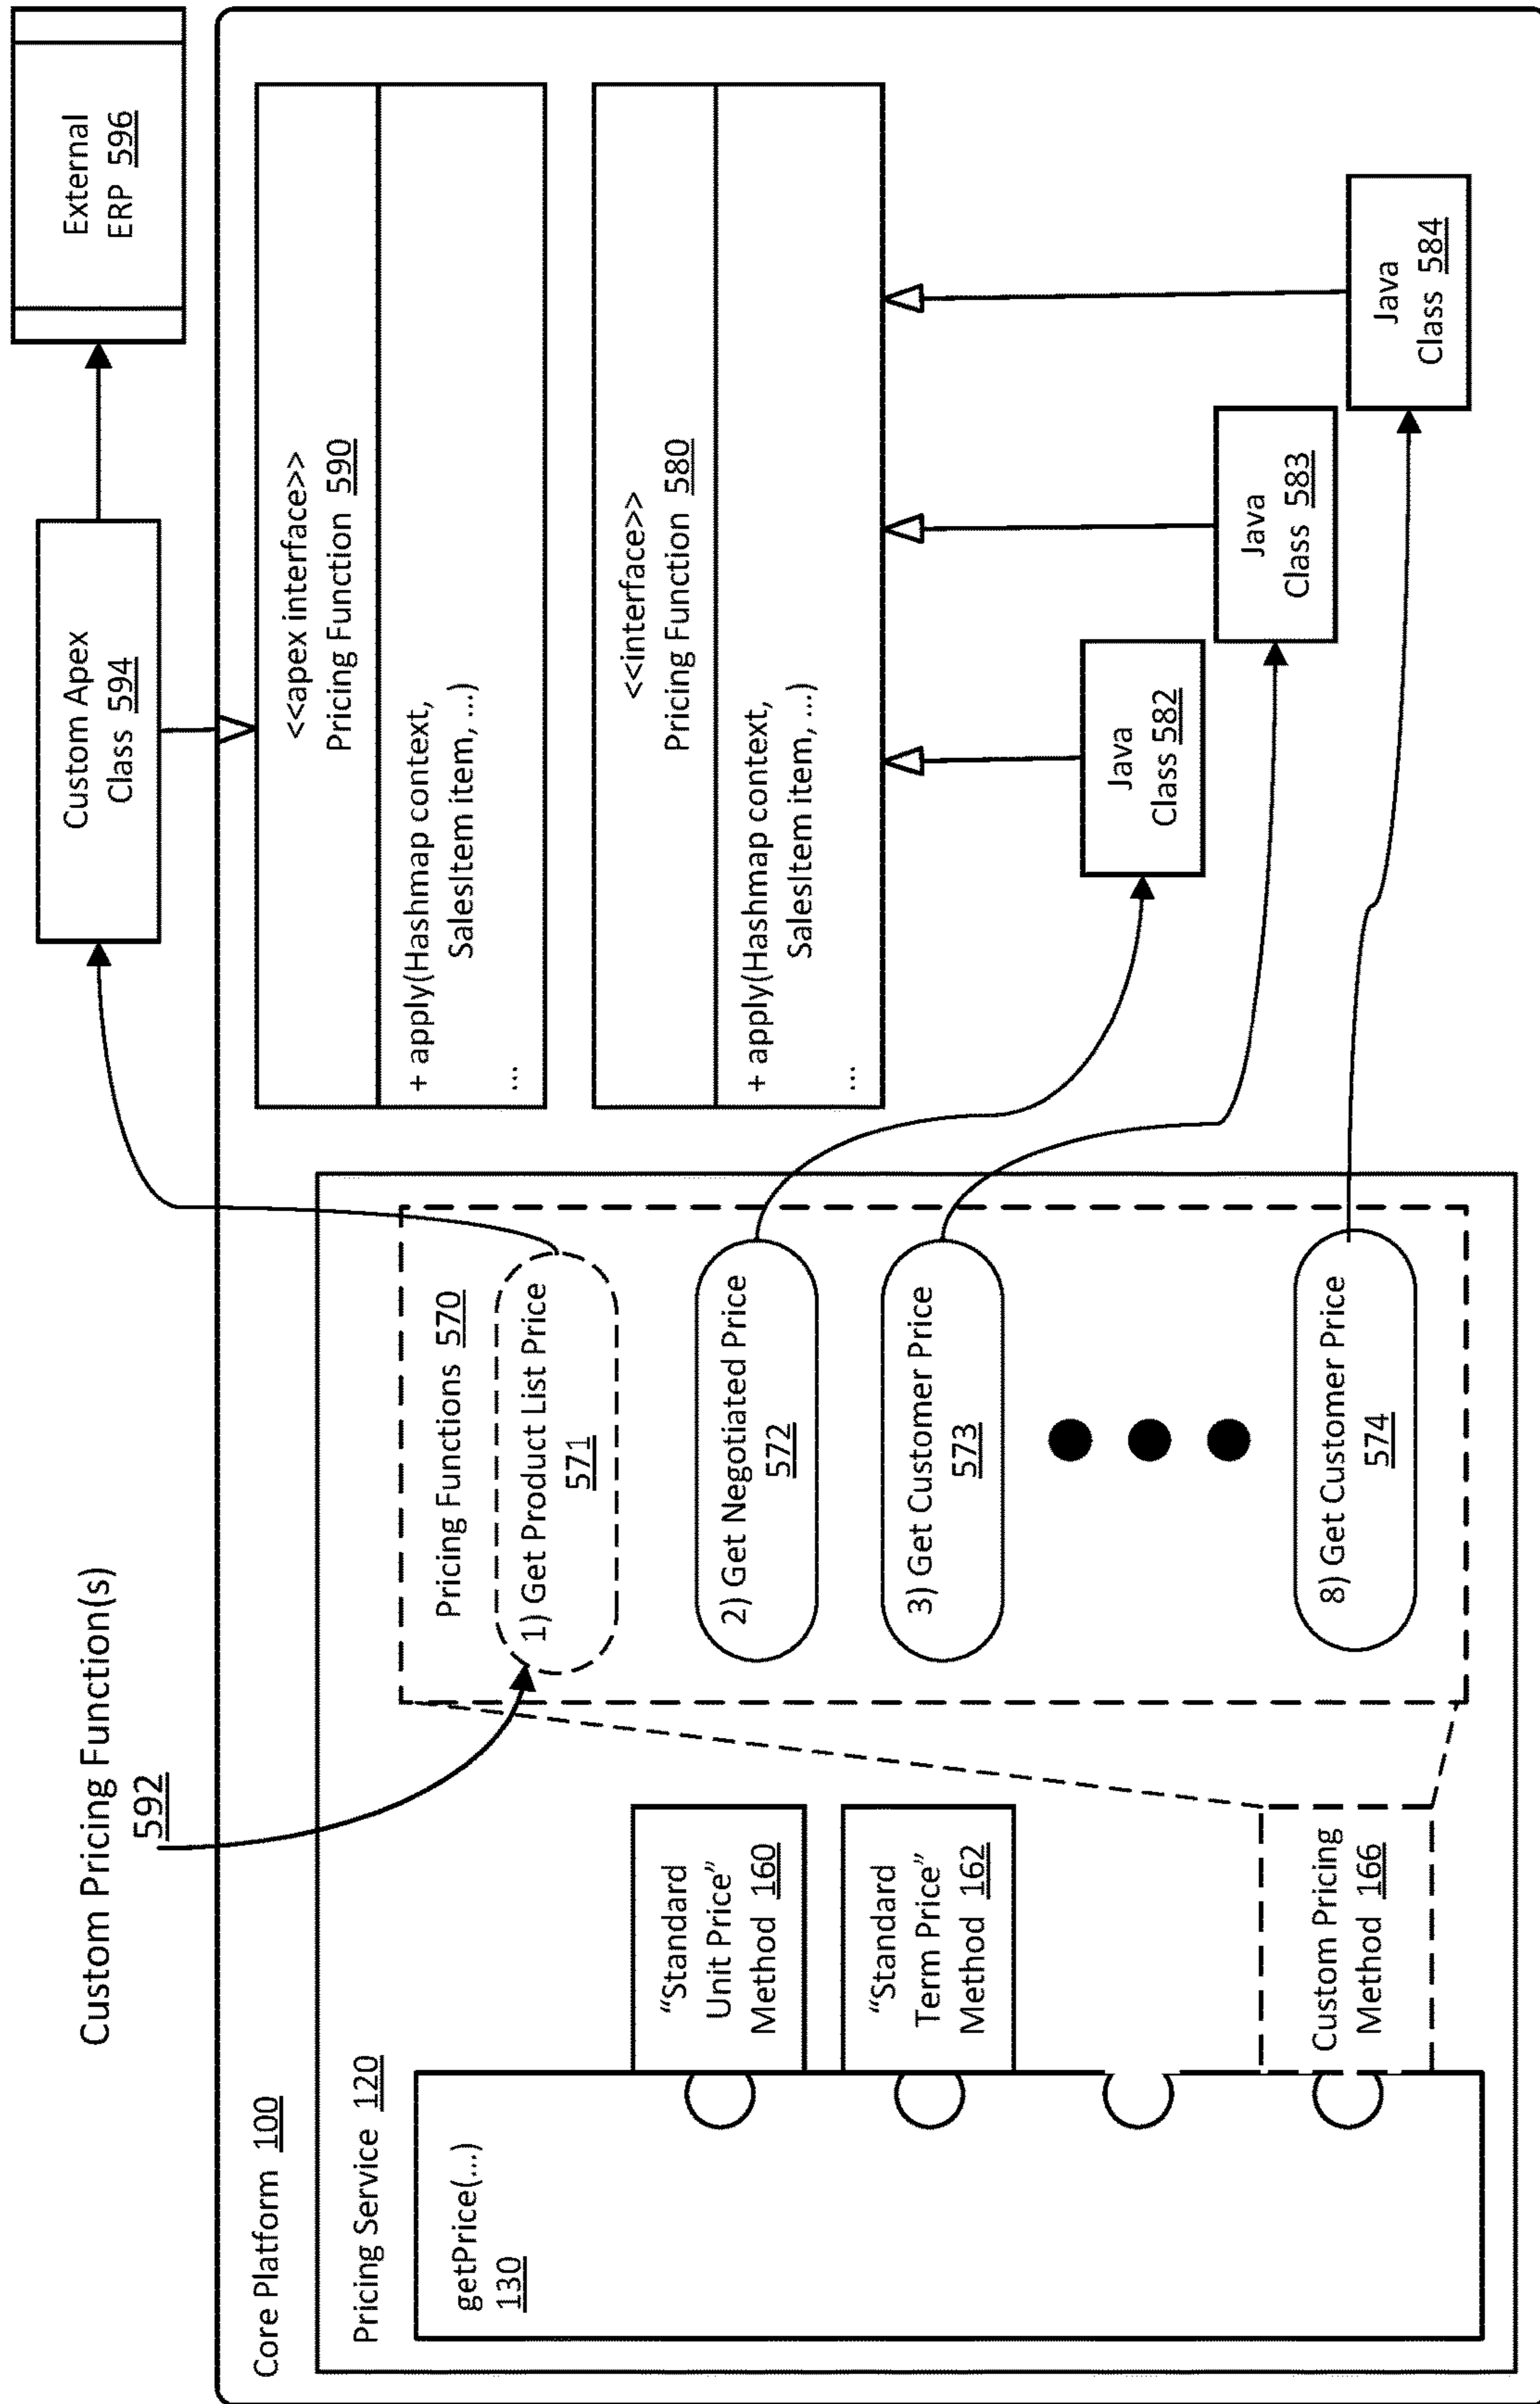 Custom Pricing Function(s)
592
Custom Apex
Class 594
External
ERP 596
Core Platform 100
Pricing Service 120
getPrice(...)
130
“Standard
Unit Price”
Method 160
“Standard
Term Price”
Method 162
Custom Pricing
Method 166
Pricing Functions 570
1) Get Product List Price
571
2) Get Negotiated Price
572
3) Get Customer Price
573
8) Get Customer Price
574
<<apex interface>>
Pricing Function 590
+ apply(Hashmap context,
SalesItem item, ...)
...
<<interface>>
Pricing Function 580
+ apply(Hashmap context,
SalesItem item, ...)
...
Java
Class 582
Java
Class 583
Java
Class 584